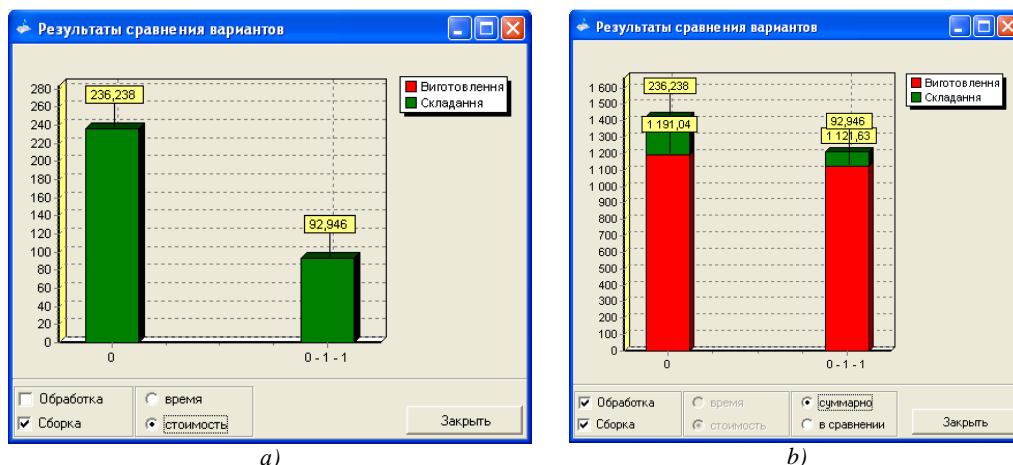 Результаты сравнения вариантов
280
260
240
220
200
180
160
140
120
100
80
60
40
20
0
236,238
92,946
0
0 - 1 - 1
Виготовлення
Складання
Обработка
Сборка
время
стоимость
Закрыть
a)
Результаты сравнения вариантов
1 600
1 500
1 400
1 300
1 200
1 100
1 000
900
800
700
600
500
400
300
200
100
0
236,238
1 191,04
92,946
1 121,63
0
0 - 1 - 1
Виготовлення
Складання
Обработка
Сборка
время
стоимость
суммарно
в сравнении
Закрыть
b)